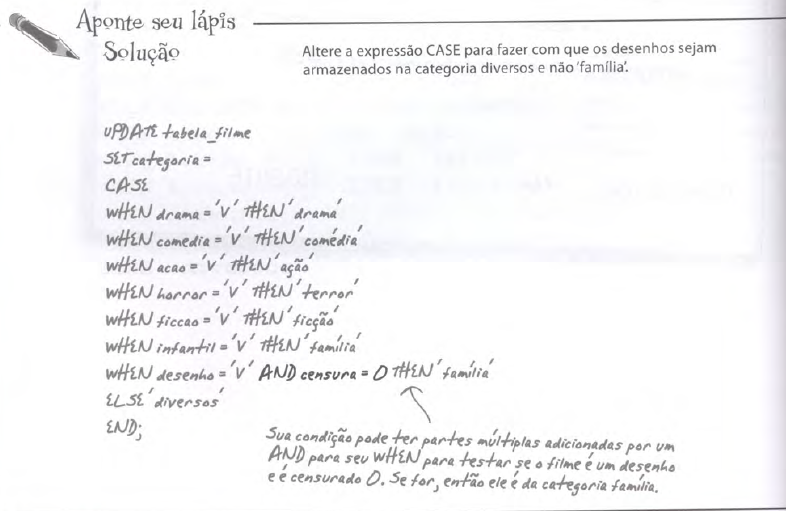 Aponte seu lápis
Solução
Altere a expressão CASE para fazer com que os desenhos sejam
armazenados na categoria diversos e não 'família'.
UPDATE tabela_filme
SET categoria =
CASE
WHEN drama = 'V' THEN 'drama'
WHEN comedia = 'V' THEN 'comédia'
WHEN acao = 'V' THEN 'ação'
WHEN horror = 'V' THEN 'terror'
WHEN ficcao = 'V' THEN 'ficção'
WHEN infantil = 'V' THEN 'família'
WHEN desenho = 'V' AND censura = 0 THEN 'família'
ELSE 'diversos'
END;
Sua condição pode ter partes múltiplas adicionadas por um
AND para seu WHEN para testar se o filme é um desenho
e é censurado 0. Se for, então ele é da categoria família.